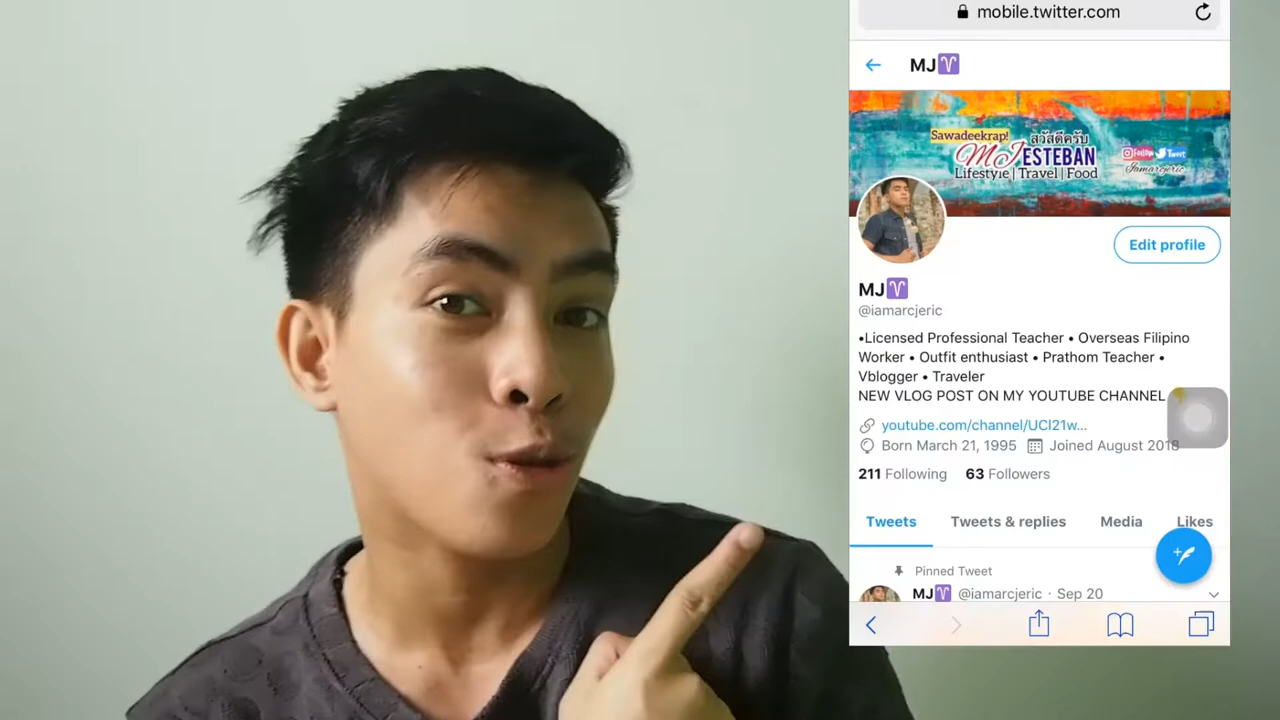 mobile.twitter.com
MJ♈
Sawadeekrap! สวัสดีครับ
MJ ESTEBAN
Lifestyle | Travel | Food
Follow Tweet
Iamarcjeric
Edit profile
MJ♈
@iamarcjeric
•Licensed Professional Teacher • Overseas Filipino
Worker • Outfit enthusiast • Prathom Teacher •
Vblogger • Traveler
NEW VLOG POST ON MY YOUTUBE CHANNEL
youtube.com/channel/UCI21w...
Born March 21, 1995 Joined August 2018
211 Following 63 Followers
Tweets Tweets & replies Media Likes
Pinned Tweet
MJ♈ @iamarcjeric · Sep 20